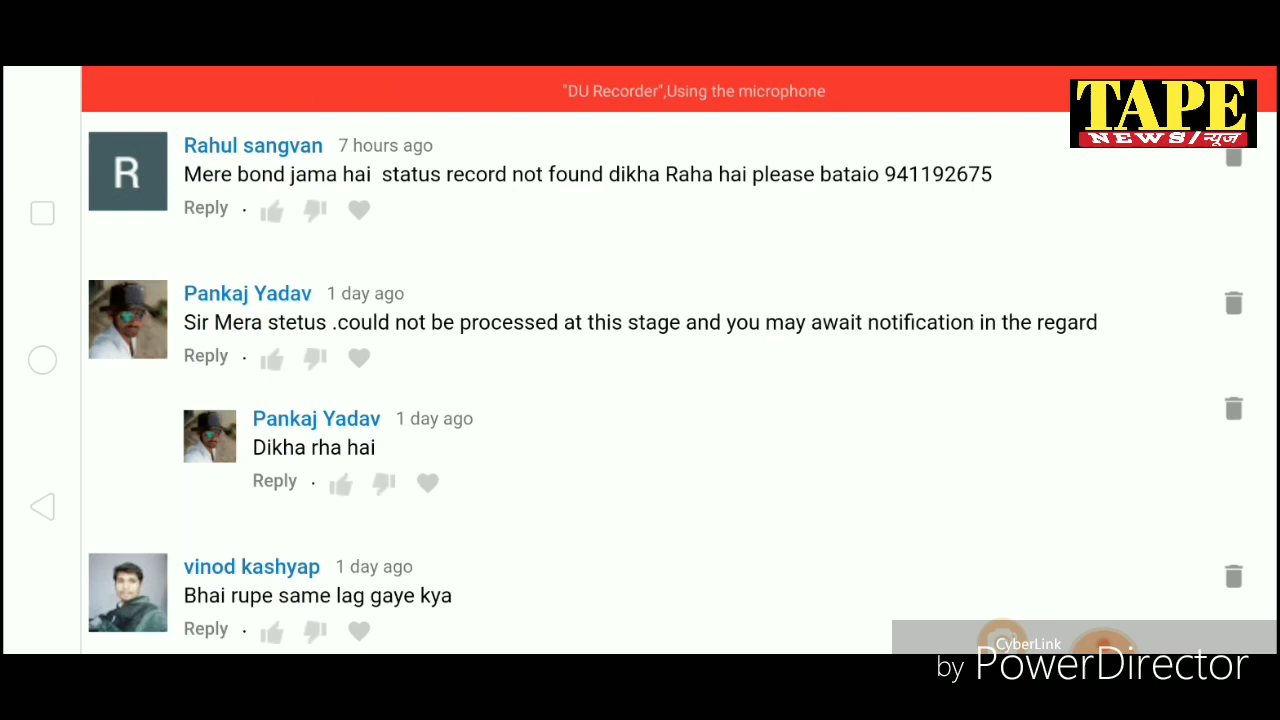 "DU Recorder",Using the microphone
TAPE
NEWS/न्यूज
R
Rahul sangvan 7 hours ago
Mere bond jama hai status record not found dikha Raha hai please bataio 941192675
Reply .
Pankaj Yadav 1 day ago
Sir Mera stetus .could not be processed at this stage and you may await notification in the regard
Reply .
Pankaj Yadav 1 day ago
Dikha rha hai
Reply .
vinod kashyap 1 day ago
Bhai rupe same lag gaye kya
Reply .
CyberLink
by PowerDirector